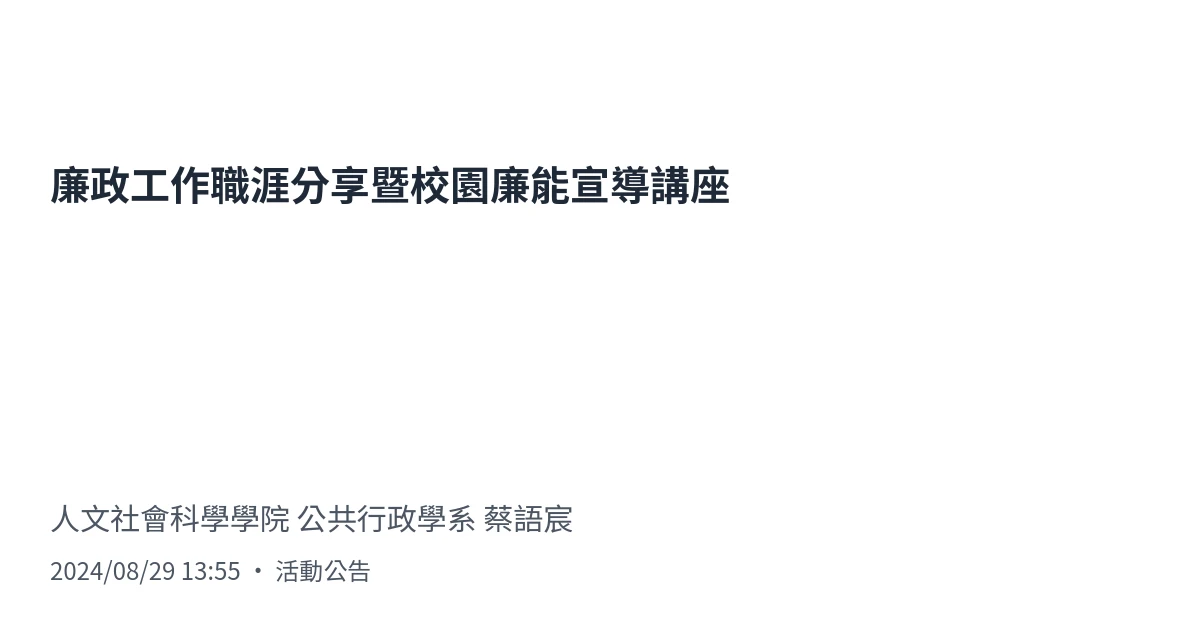 廉政工作職涯分享暨校園廉能宣導講座
人文社會科學學院 公共行政學系 蔡語宸
2024/08/29 13:55 • 活動公告